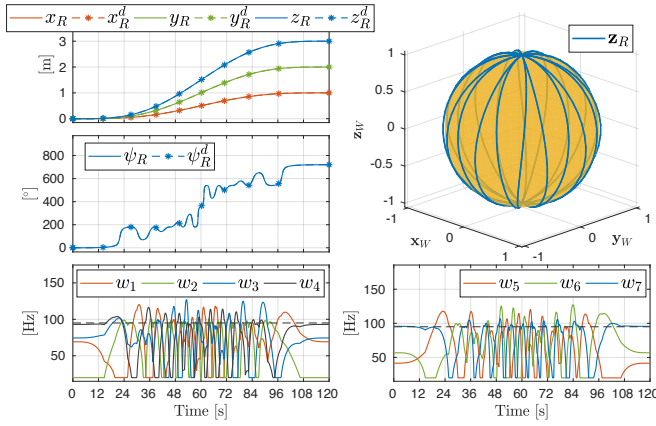 x_R x_R^d y_R y_R^d z_R z_R^d
3
2
1
0
[m]
ψ_R ψ_R^d
800
600
400
200
0
[°]
w_1 w_2 w_3 w_4
150
100
50
[Hz]
0 12 24 36 48 60 72 84 96 108 120
Time [s]
z_R
1
0.5
0
-0.5
-1
z_W
-1 0 1
x_W
-1 0 1
y_W
w_5 w_6 w_7
150
100
50
[Hz]
0 12 24 36 48 60 72 84 96 108 120
Time [s]